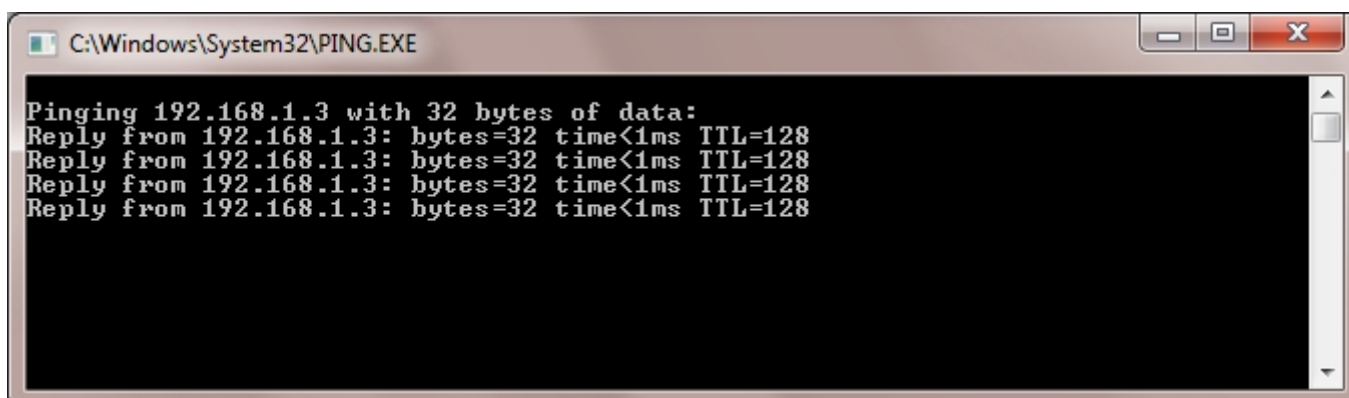 C:\Windows\System32\PING.EXE
Pinging 192.168.1.3 with 32 bytes of data:
Reply from 192.168.1.3: bytes=32 time<1ms TTL=128
Reply from 192.168.1.3: bytes=32 time<1ms TTL=128
Reply from 192.168.1.3: bytes=32 time<1ms TTL=128
Reply from 192.168.1.3: bytes=32 time<1ms TTL=128